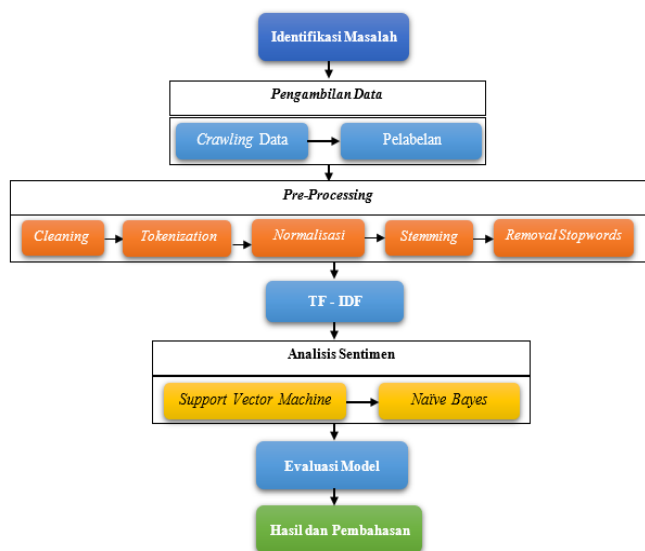 Identifikasi Masalah
Pengambilan Data
Crawling Data
Pelabelan
Pre-Processing
Cleaning
Tokenization
Normalisasi
Stemming
Removal Stopwords
TF - IDF
Analisis Sentimen
Support Vector Machine
Naïve Bayes
Evaluasi Model
Hasil dan Pembahasan